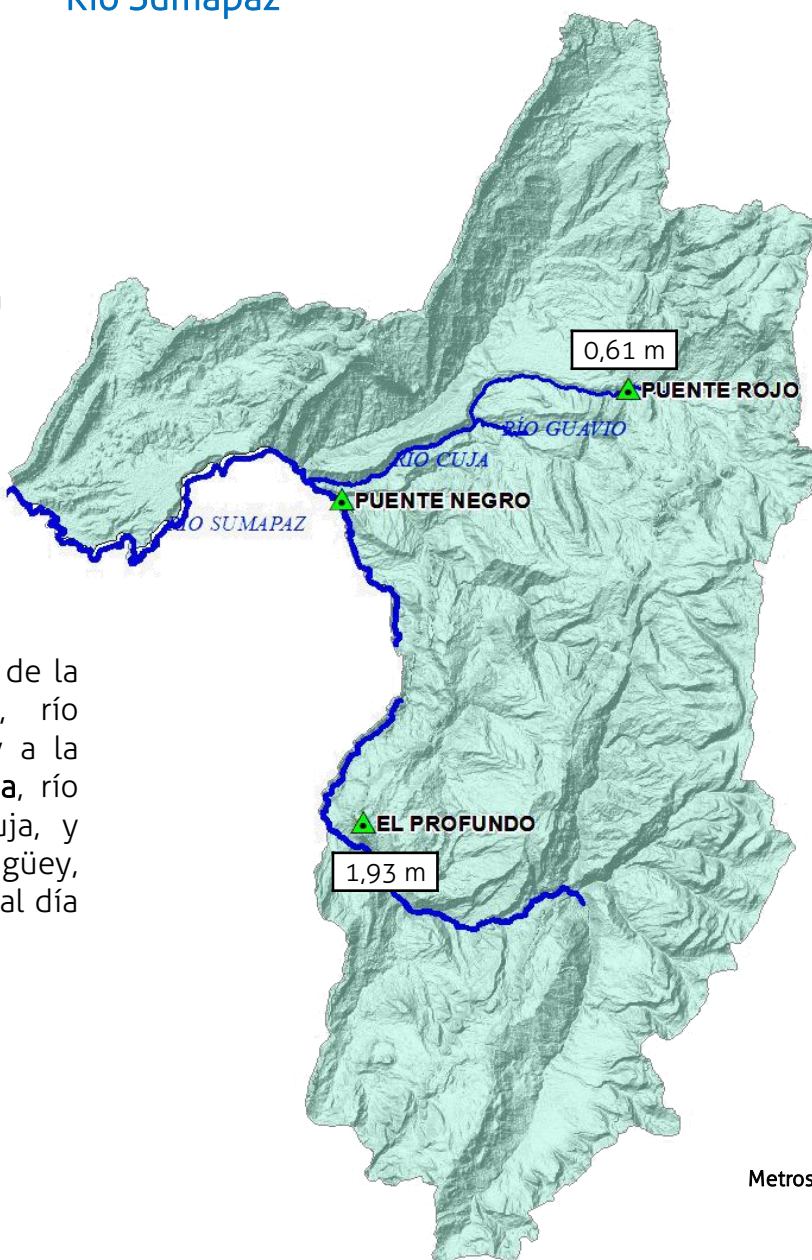 Río Sumapaz
0,61 m
PUENTE ROJO
RÍO GUAVIO
RÍO CUJA
PUENTE NEGRO
RÍO SUMAPAZ
de la
, río
a la
a, río
uja, y
güey,
al día
EL PROFUNDO
1,93 m
Metros